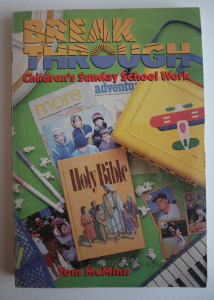 BREAK
THROUGH
Children's Sunday School Work
more
adventure
Holy Bible
Tom McMinn